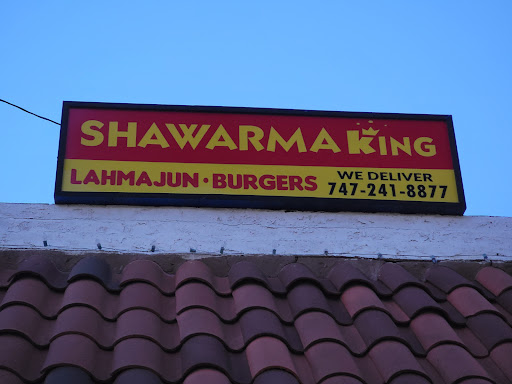 SHAWARMA KING
LAHMAJUN · BURGERS
WE DELIVER
747-241-8877